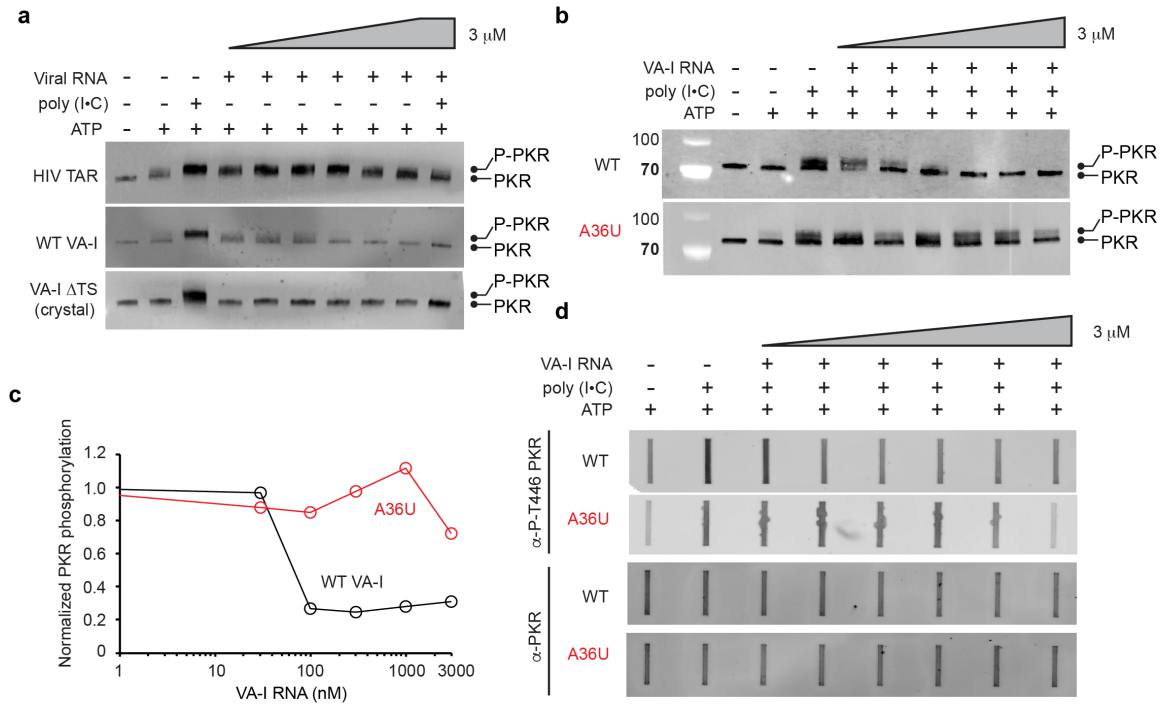 a
3 μM
Viral RNA - - - + + + + + + +
poly (I•C) - - + - - - - - - +
ATP - + + + + + + + + +
HIV TAR
P-PKR
PKR
WT VA-I
P-PKR
PKR
VA-I ΔTS
(crystal)
P-PKR
PKR
b
3 μM
VA-I RNA - - - + + + + + +
poly (I•C) - - + + + + + + +
ATP - + + + + + + + +
WT
100
70
P-PKR
PKR
A36U
100
70
P-PKR
PKR
c
Normalized PKR phosphorylation
1.2
1.0
0.8
0.6
0.4
0.2
0
A36U
WT VA-I
1 10 100 1000 3000
VA-I RNA (nM)
d
3 μM
VA-I RNA - - + + + + + +
poly (I•C) - + + + + + + +
ATP + + + + + + + +
α-P-T446 PKR
WT
A36U
α-PKR
WT
A36U